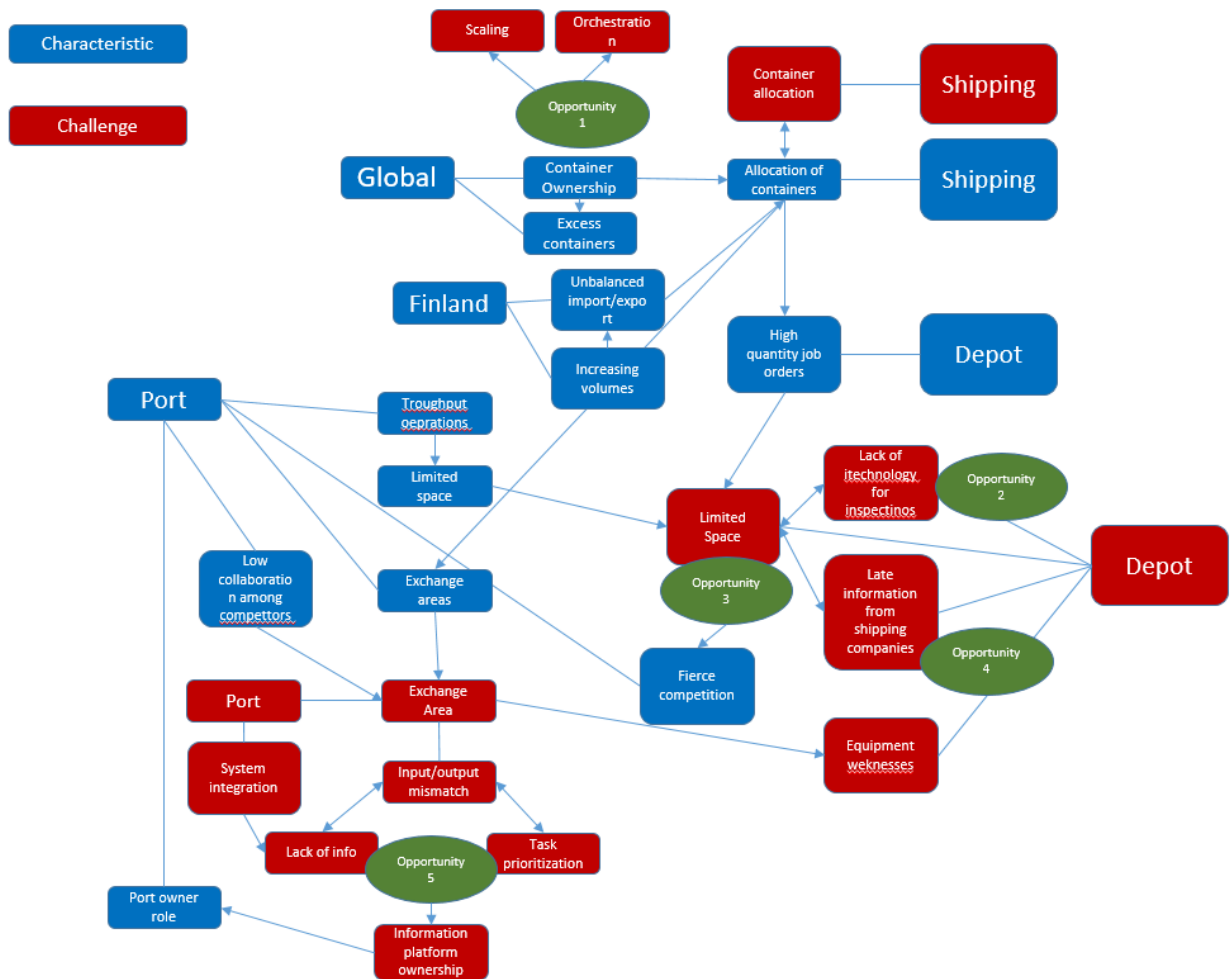 Characteristic
Challenge
Scaling
Orchestratio
n
Opportunity
1
Container
allocation
Shipping
Global
Container
Ownership
Allocation of
containers
Shipping
Excess
containers
Finland
Unbalanced
import/expo
rt
Increasing
volumes
High
quantity job
orders
Depot
Port
Troughput
oeprations
Limited
space
Lack of
itechnology
for
inspectinos
Opportunity
2
Limited
Space
Depot
Low
collaboratio
n among
compettors
Exchange
areas
Opportunity
3
Late
information
from
shipping
companies
Opportunity
4
Fierce
competition
Port
Exchange
Area
System
integration
Input/output
mismatch
Equipment
weknesses
Lack of info
Opportunity
5
Task
prioritization
Port owner
role
Information
platform
ownership